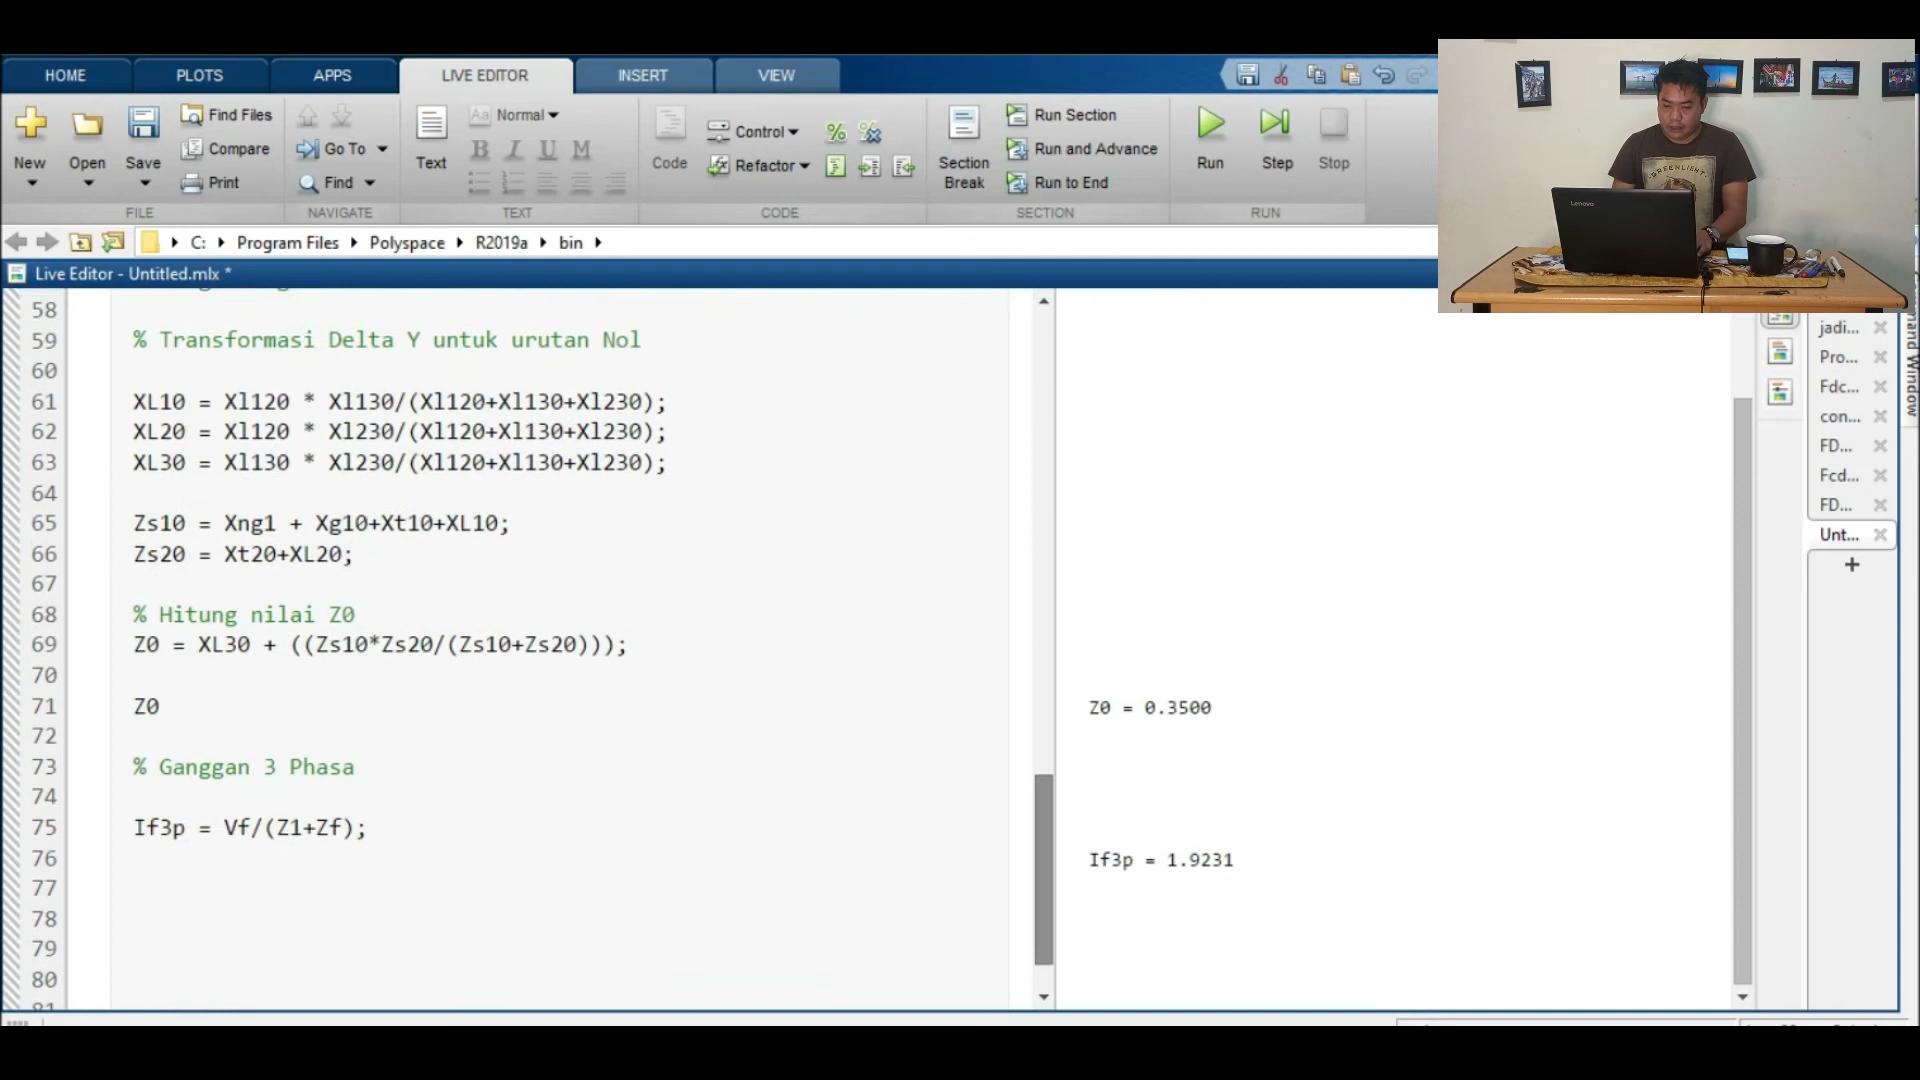 HOME
PLOTS
APPS
LIVE EDITOR
INSERT
VIEW
New
Open
Save
Find Files
Compare
Print
FILE
Go To
Find
NAVIGATE
Text
Aa Normal
B I U M
TEXT
Code
Control
Refactor
CODE
Section
Break
Run Section
Run and Advance
Run to End
SECTION
Run
Step
Stop
RUN
C: Program Files Polyspace R2019a bin
Live Editor - Untitled.mlx *
58
59 % Transformasi Delta Y untuk urutan Nol
60
61 XL10 = Xl120 * Xl130/(Xl120+Xl130+Xl230);
62 XL20 = Xl120 * Xl230/(Xl120+Xl130+Xl230);
63 XL30 = Xl130 * Xl230/(Xl120+Xl130+Xl230);
64
65 Zs10 = Xng1 + Xg10+Xt10+XL10;
66 Zs20 = Xt20+XL20;
67
68 % Hitung nilai Z0
69 Z0 = XL30 + ((Zs10*Zs20/(Zs10+Zs20)));
70
71 Z0
72
73 % Ganggan 3 Phasa
74
75 If3p = Vf/(Z1+Zf);
76
77
78
79
80
81
Z0 = 0.3500
If3p = 1.9231
jadi...
Pro...
Fdc...
con...
FD...
Fcd...
FD...
Unt...
+
mand Window
GREENLIGHT
Lenovo